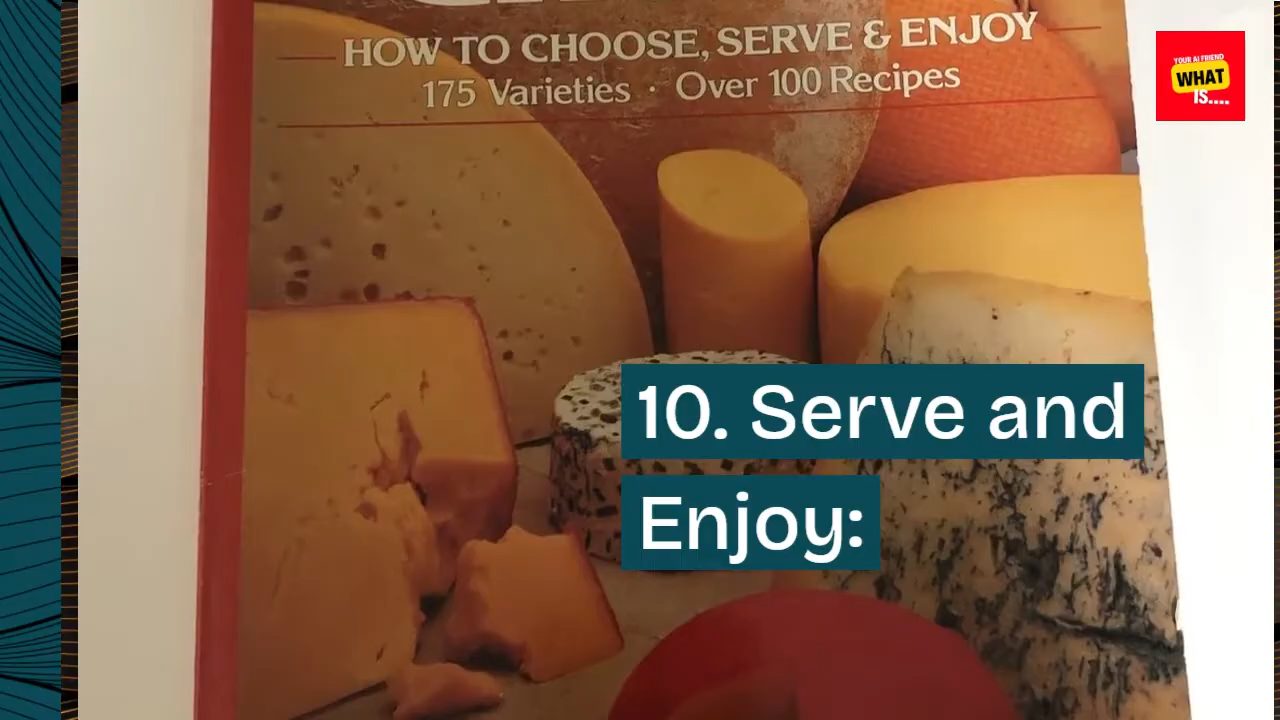 HOW TO CHOOSE, SERVE & ENJOY
175 Varieties · Over 100 Recipes
YOUR AI FRIEND
WHAT
IS....
10. Serve and
Enjoy: